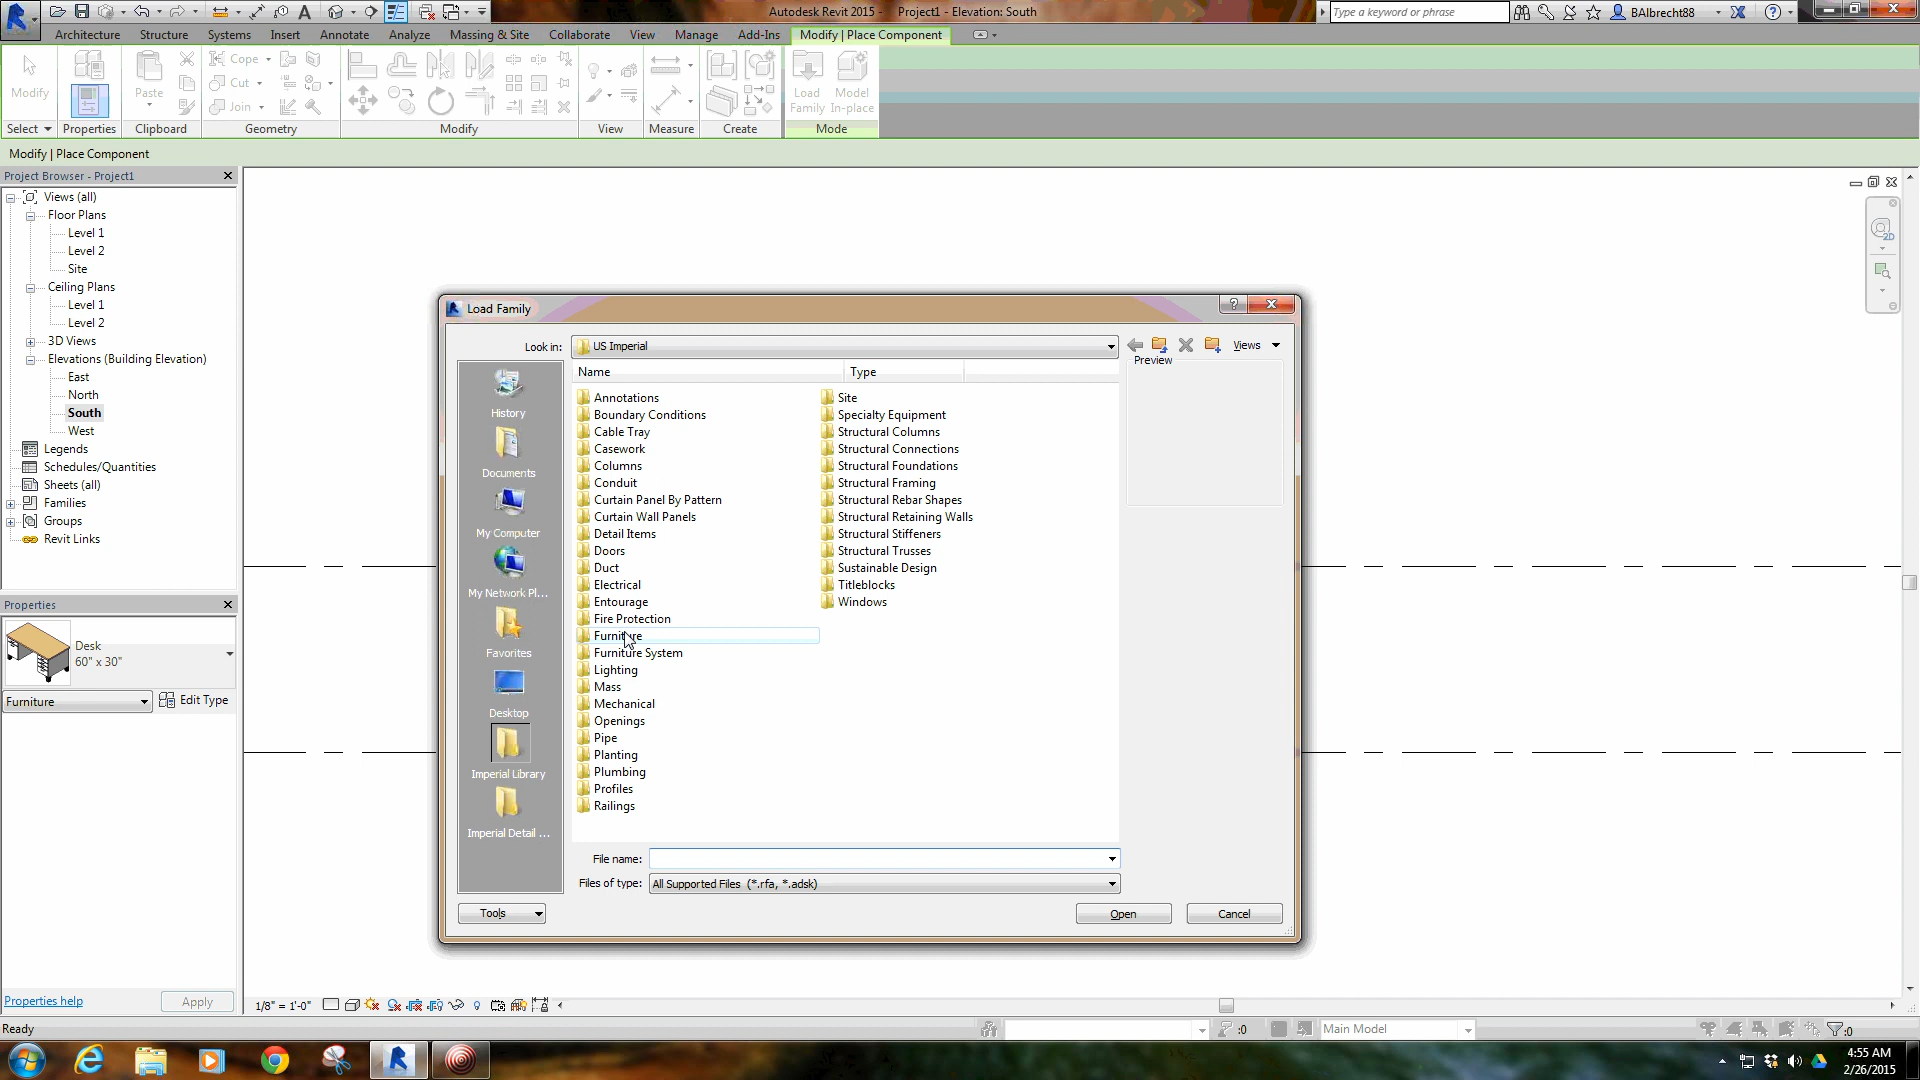 Autodesk Revit 2015 -    Project1 - Elevation: South
Type a keyword or phrase
BAlbrecht88
Architecture
Structure
Systems
Insert
Annotate
Analyze
Massing & Site
Collaborate
View
Manage
Add-Ins
Modify | Place Component
Modify
Paste
Cope
Cut
Join
Load Family
Model In-place
Select
Properties
Clipboard
Geometry
Modify
View
Measure
Create
Mode
Modify | Place Component
Project Browser - Project1
Views (all)
Floor Plans
Level 1
Level 2
Site
Ceiling Plans
Level 1
Level 2
3D Views
Elevations (Building Elevation)
East
North
South
West
Legends
Schedules/Quantities
Sheets (all)
Families
Groups
Revit Links
Properties
Desk
60" x 30"
Furniture
Edit Type
Properties help
Apply
2D
Load Family
Look in:
US Imperial
Views
Preview
Name
Type
History
Documents
My Computer
My Network Pl...
Favorites
Desktop
Imperial Library
Imperial Detail ...
Annotations
Boundary Conditions
Cable Tray
Casework
Columns
Conduit
Curtain Panel By Pattern
Curtain Wall Panels
Detail Items
Doors
Duct
Electrical
Entourage
Fire Protection
Furniture
Furniture System
Lighting
Mass
Mechanical
Openings
Pipe
Planting
Plumbing
Profiles
Railings
Site
Specialty Equipment
Structural Columns
Structural Connections
Structural Foundations
Structural Framing
Structural Rebar Shapes
Structural Retaining Walls
Structural Stiffeners
Structural Trusses
Sustainable Design
Titleblocks
Windows
File name:
Files of type:
All Supported Files  (*.rfa, *.adsk)
Tools
Open
Cancel
1/8" = 1'-0"
Ready
:0
Main Model
:0
4:55 AM
2/26/2015